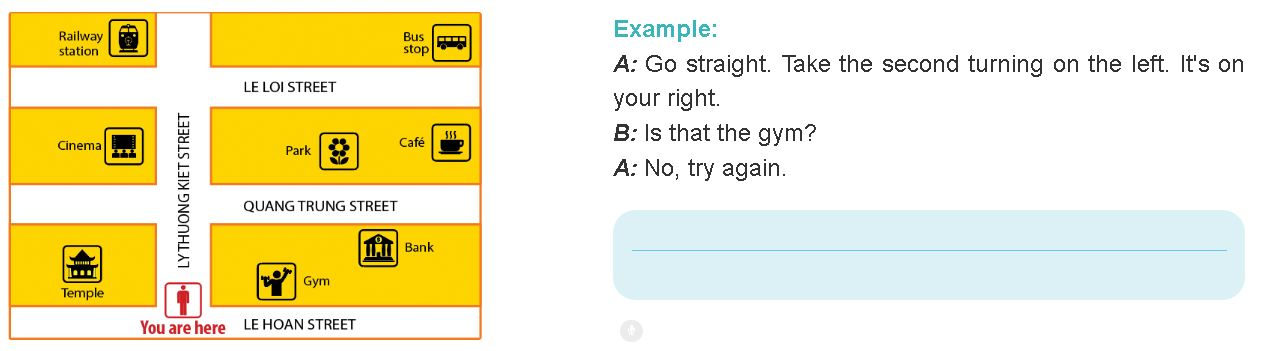 Railway
station
Bus
stop
LE LOI STREET
Cinema
LY THUONG KIET STREET
Park
Café
QUANG TRUNG STREET
Temple
Gym
Bank
You are here
LE HOAN STREET
Example:
A: Go straight. Take the second turning on the left. It's on
your right.
B: Is that the gym?
A: No, try again.